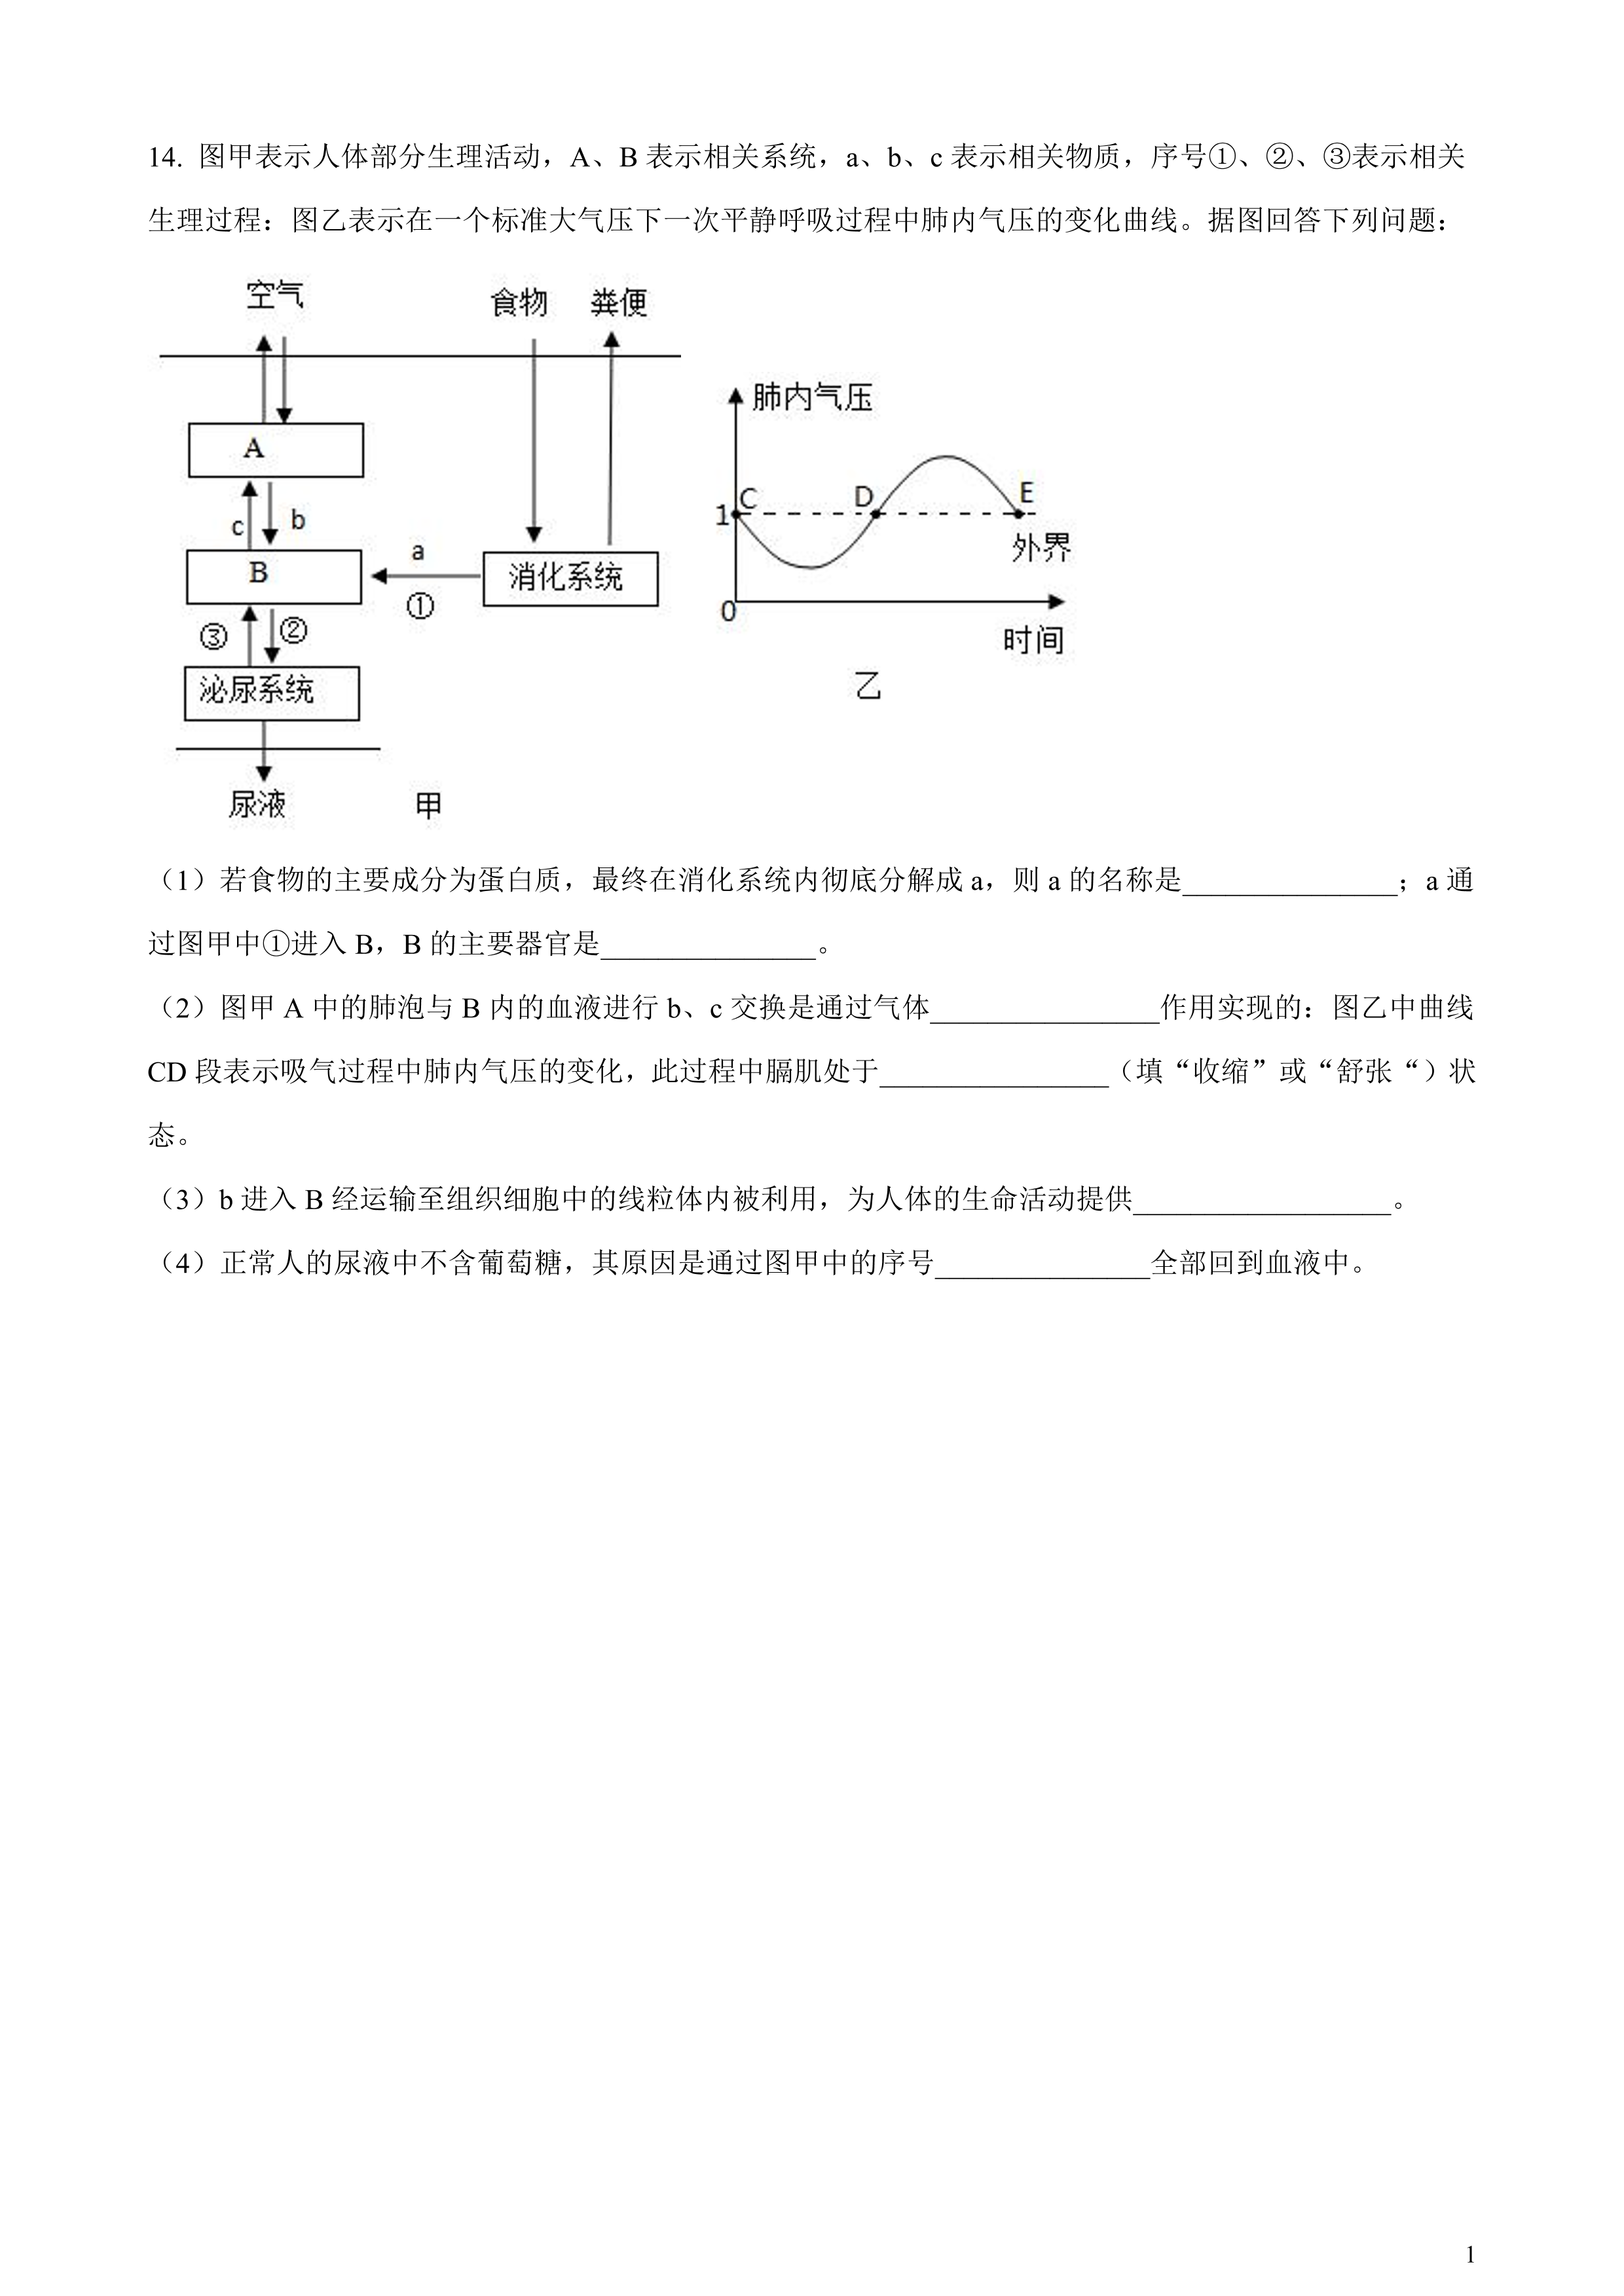 14. 图甲表示人体部分生理活动，A、B 表示相关系统，a、b、c 表示相关物质，序号①、②、③表示相关
生理过程：图乙表示在一个标准大气压下一次平静呼吸过程中肺内气压的变化曲线。据图回答下列问题：
空气
食物
粪便
A
c
b
B
a
①
消化系统
③
②
泌尿系统
尿液
甲
肺内气压
C
D
E
1
外界
0
时间
乙
（1）若食物的主要成分为蛋白质，最终在消化系统内彻底分解成 a，则 a 的名称是_______________；a 通
过图甲中①进入 B，B 的主要器官是_______________。
（2）图甲 A 中的肺泡与 B 内的血液进行 b、c 交换是通过气体________________作用实现的：图乙中曲线
CD 段表示吸气过程中肺内气压的变化，此过程中膈肌处于________________（填“收缩”或“舒张“）状
态。
（3）b 进入 B 经运输至组织细胞中的线粒体内被利用，为人体的生命活动提供__________________。
（4）正常人的尿液中不含葡萄糖，其原因是通过图甲中的序号_______________全部回到血液中。
1